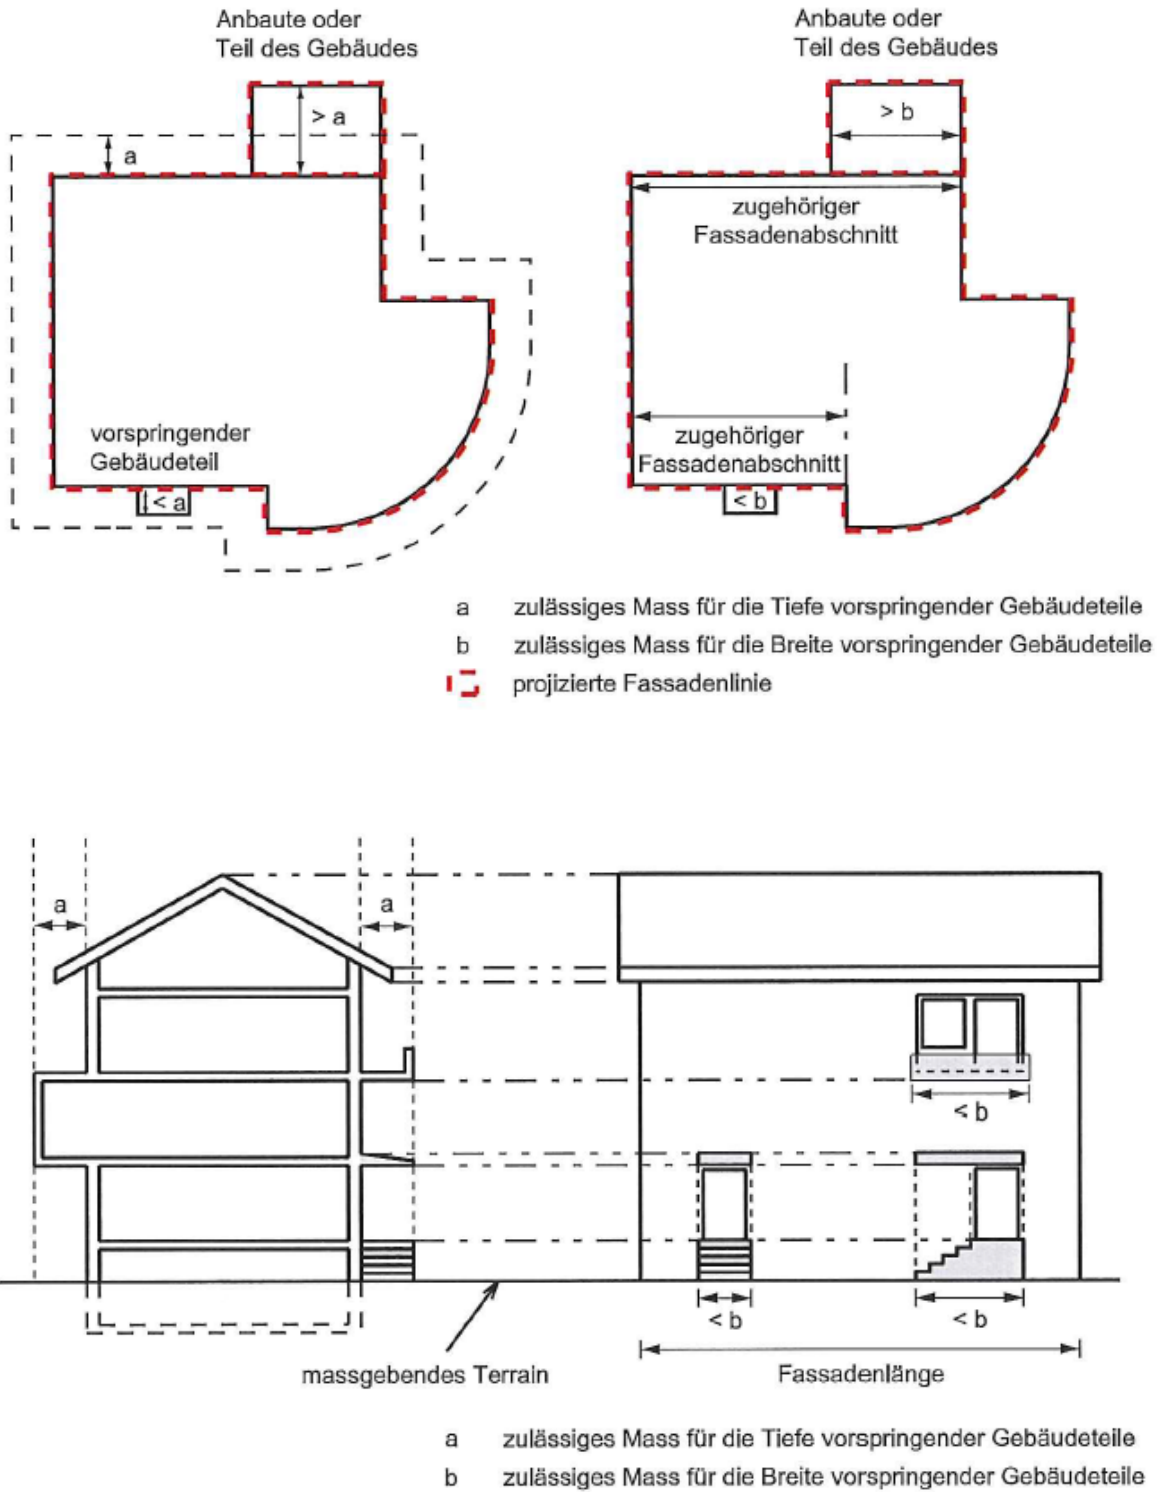 Anbaute oder
Teil des Gebäudes
> a
a
vorspringender
Gebäudeteil
< a
Anbaute oder
Teil des Gebäudes
> b
zugehöriger
Fassadenabschnitt
zugehöriger
Fassadenabschnitt
< b
a zulässiges Mass für die Tiefe vorspringender Gebäudeteile
b zulässiges Mass für die Breite vorspringender Gebäudeteile
projizierte Fassadenlinie
a
a
< b
< b
< b
massgebendes Terrain
Fassadenlänge
a zulässiges Mass für die Tiefe vorspringender Gebäudeteile
b zulässiges Mass für die Breite vorspringender Gebäudeteile